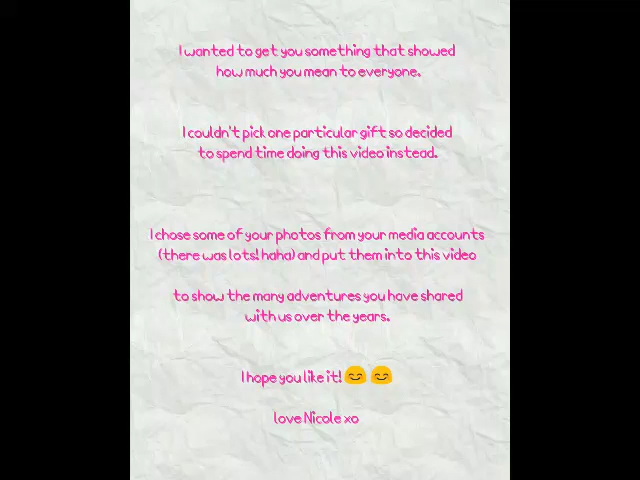 I wanted to get you something that showed
how much you mean to everyone.
I couldn't pick one particular gift so decided
to spend time doing this video instead.
I chose some of your photos from your media accounts
(there was lots! haha) and put them into this video
to show the many adventures you have shared
with us over the years.
I hope you like it! 😊 😊
love Nicole xo